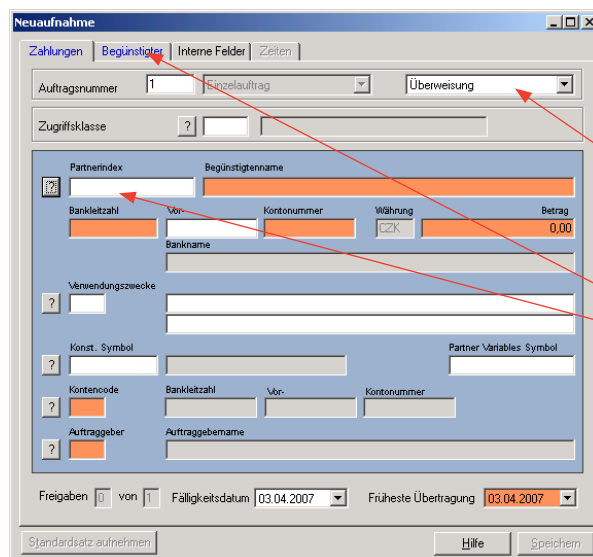 Neuaufnahme
Zahlungen Begünstigter Interne Felder Zeiten
Auftragsnummer 1 Einzelauftrag Überweisung
Zugriffsklasse ?
Partnerindex Begünstigtenname
?
Bankleitzahl Vor- Kontonummer Währung Betrag
CZK 0,00
Bankname
Verwendungszwecke
?
Konst. Symbol Partner Variables Symbol
?
Kontencode Bankleitzahl Vor- Kontonummer
?
Auftraggeber Auftraggebername
?
Freigaben 0 von 1 Fälligkeitsdatum 03.04.2007 Früheste Übertragung 03.04.2007
Standardsatz aufnehmen Hilfe Speichern